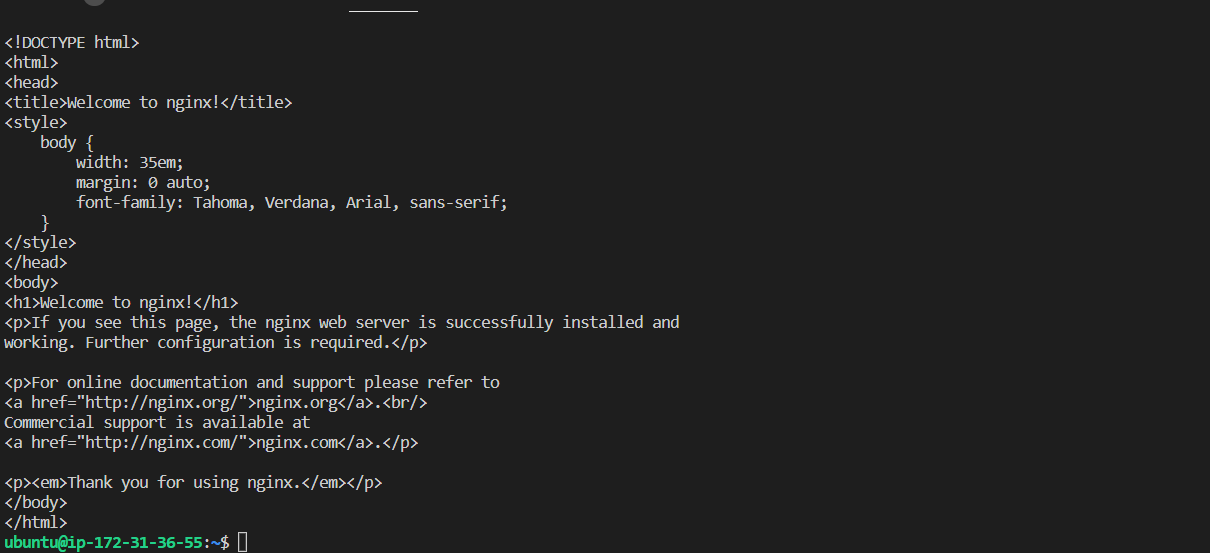 <!DOCTYPE html>
<html>
<head>
<title>Welcome to nginx!</title>
<style>
    body {
        width: 35em;
        margin: 0 auto;
        font-family: Tahoma, Verdana, Arial, sans-serif;
    }
</style>
</head>
<body>
<h1>Welcome to nginx!</h1>
<p>If you see this page, the nginx web server is successfully installed and
working. Further configuration is required.</p>

<p>For online documentation and support please refer to
<a href="http://nginx.org/">nginx.org</a>.<br/>
Commercial support is available at
<a href="http://nginx.com/">nginx.com</a>.</p>

<p><em>Thank you for using nginx.</em></p>
</body>
</html>
ubuntu@ip-172-31-36-55:~$